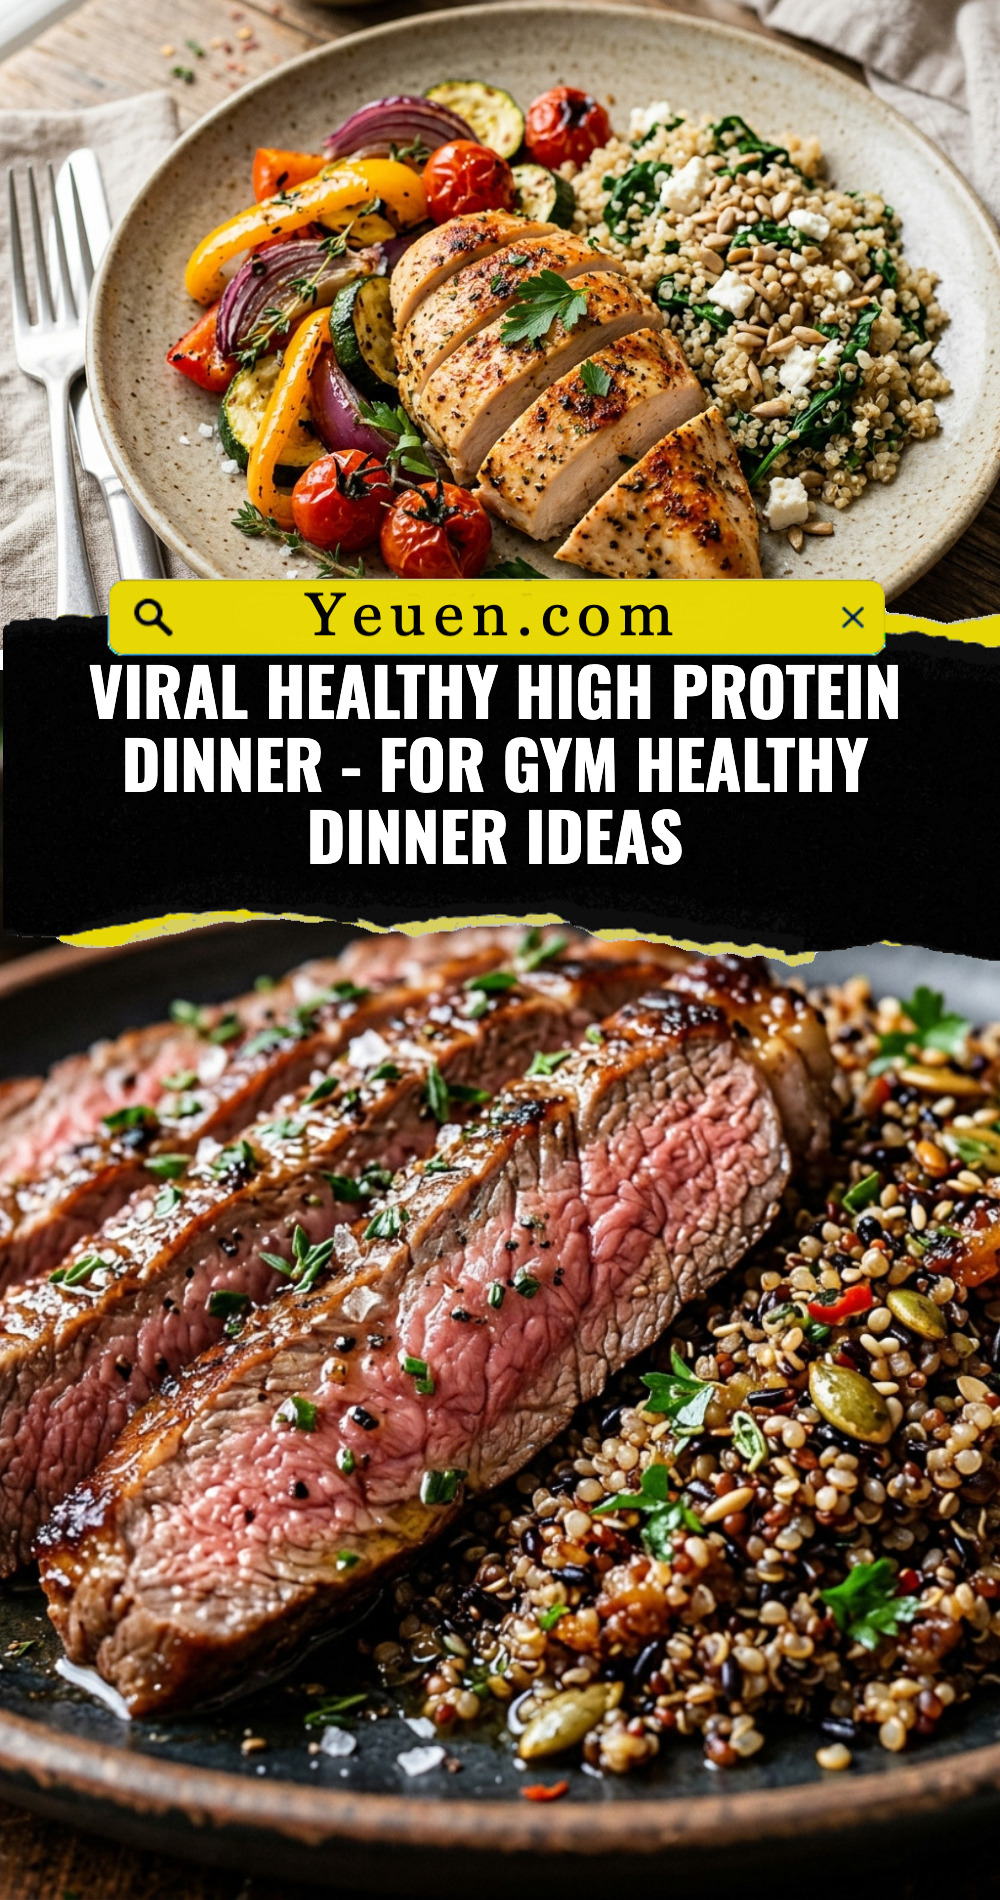 Yeuen.com
VIRAL HEALTHY HIGH PROTEIN
DINNER - FOR GYM HEALTHY
DINNER IDEAS